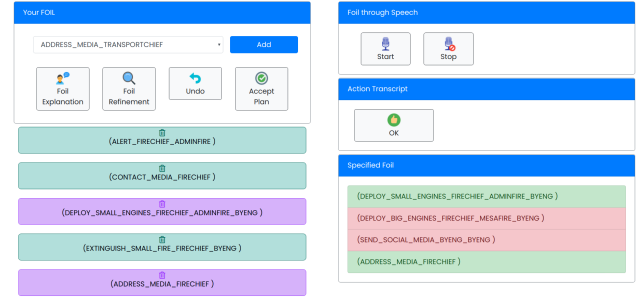 Your FOIL
ADDRESS_MEDIA_TRANSPORTCHIEF
Add
Foil
Explanation
Foil
Refinement
Undo
Accept
Plan
(ALERT_FIRECHIEF_ADMINFIRE )
(CONTACT_MEDIA_FIRECHIEF )
(DEPLOY_SMALL_ENGINES_FIRECHIEF_ADMINFIRE_BYENG )
(EXTINGUISH_SMALL_FIRE_FIRECHIEF_BYENG )
(ADDRESS_MEDIA_FIRECHIEF )
Foil through Speech
Start
Stop
Action Transcript
OK
Specified Foil
(DEPLOY_SMALL_ENGINES_FIRECHIEF_ADMINFIRE_BYENG )
(DEPLOY_BIG_ENGINES_FIRECHIEF_MESAFIRE_BYENG )
(SEND_SOCIAL_MEDIA_BYENG_BYENG )
(ADDRESS_MEDIA_FIRECHIEF )